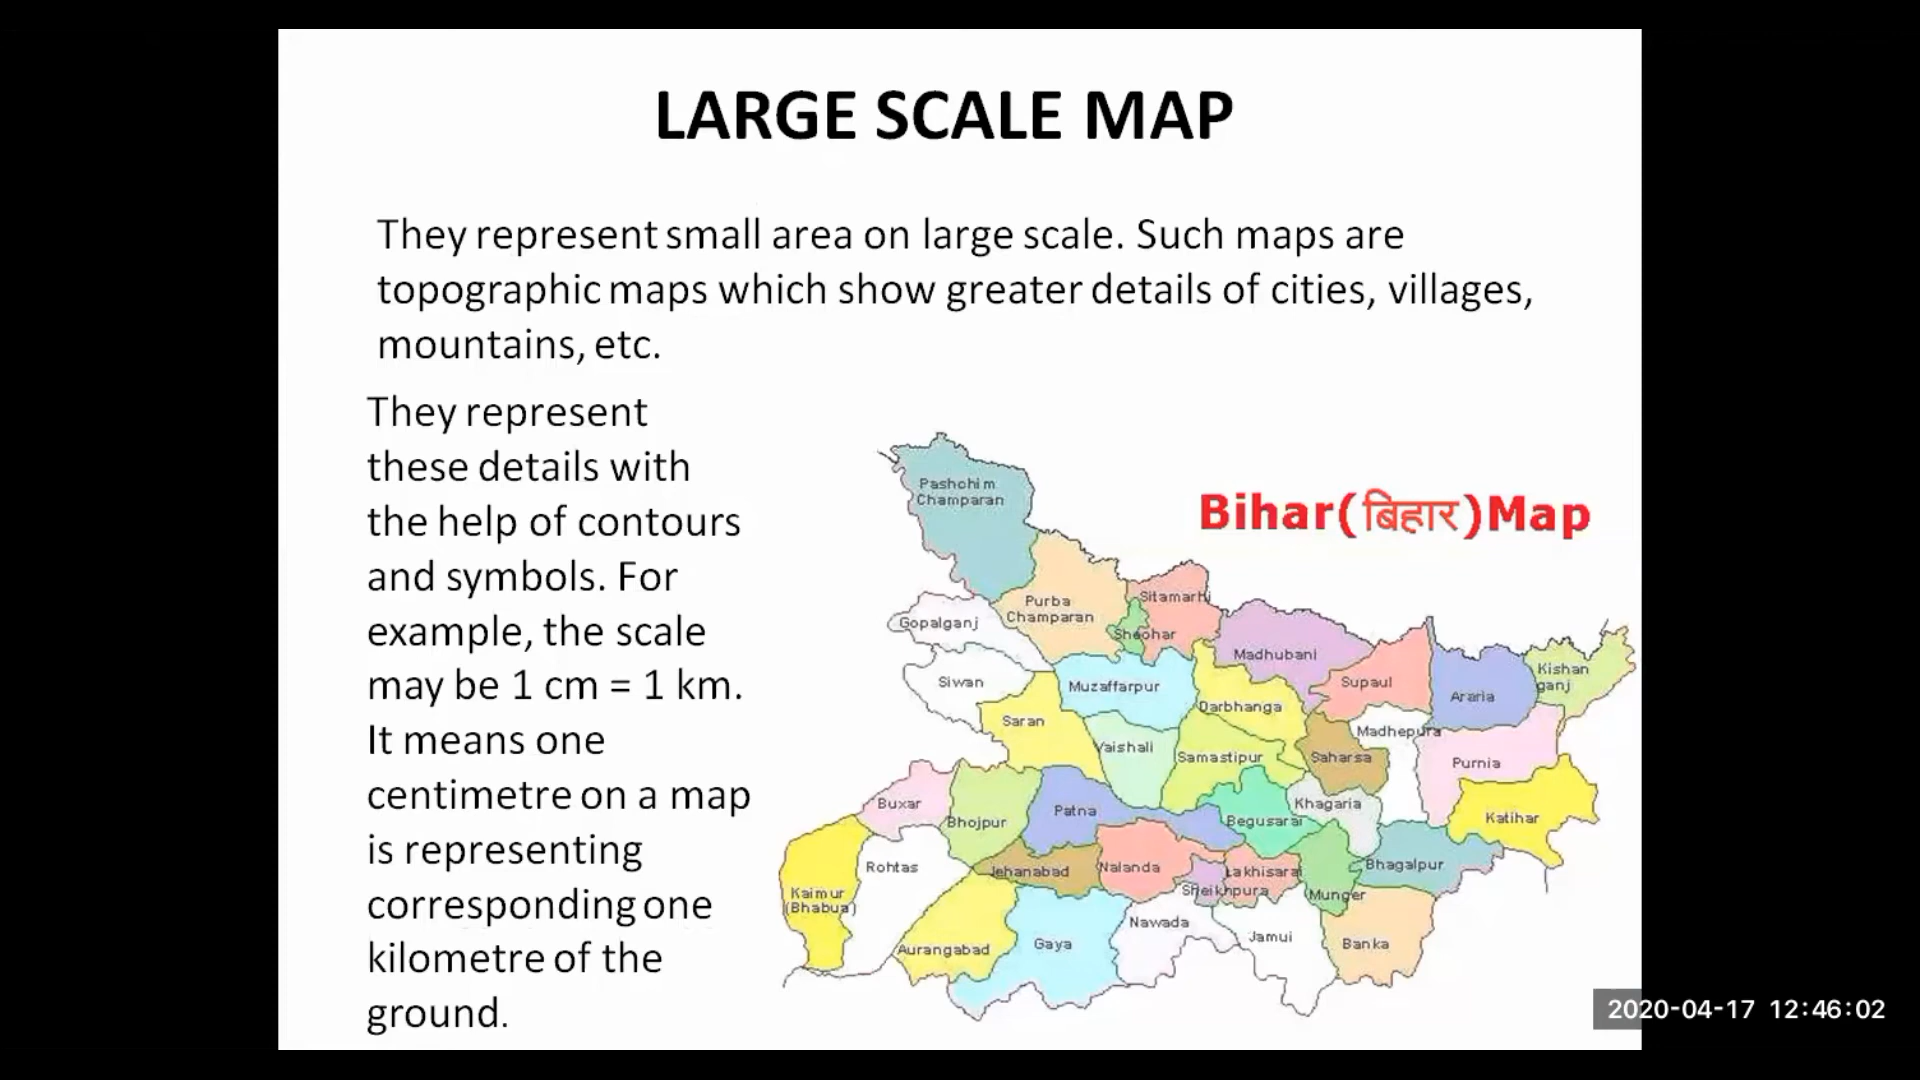 LARGE SCALE MAP
They represent small area on large scale. Such maps are
topographic maps which show greater details of cities, villages,
mountains, etc.
They represent
these details with
the help of contours
and symbols. For
example, the scale
may be 1 cm = 1 km.
It means one
centimetre on a map
is representing
corresponding one
kilometre of the
ground.
Bihar(बिहार)Map
Pashchim
Champaran
Purba
Champaran
Sitamarhi
Gopalganj
Sheohar
Madhubani
Kishan
ganj
Siwan
Muzaffarpur
Supaul
Araria
Darbhanga
Saran
Madhepura
Vaishali
Samastipur
Saharsa
Purnia
Buxar
Patna
Khagaria
Bhojpur
Begusarai
Katihar
Rohtas
Jehanabad
Nalanda
Lakhisarai
Bhagalpur
Kaimur
(Bhabua)
Sheikhpura
Munger
Nawada
Aurangabad
Gaya
Jamui
Banka
2020-04-17 12:46:02